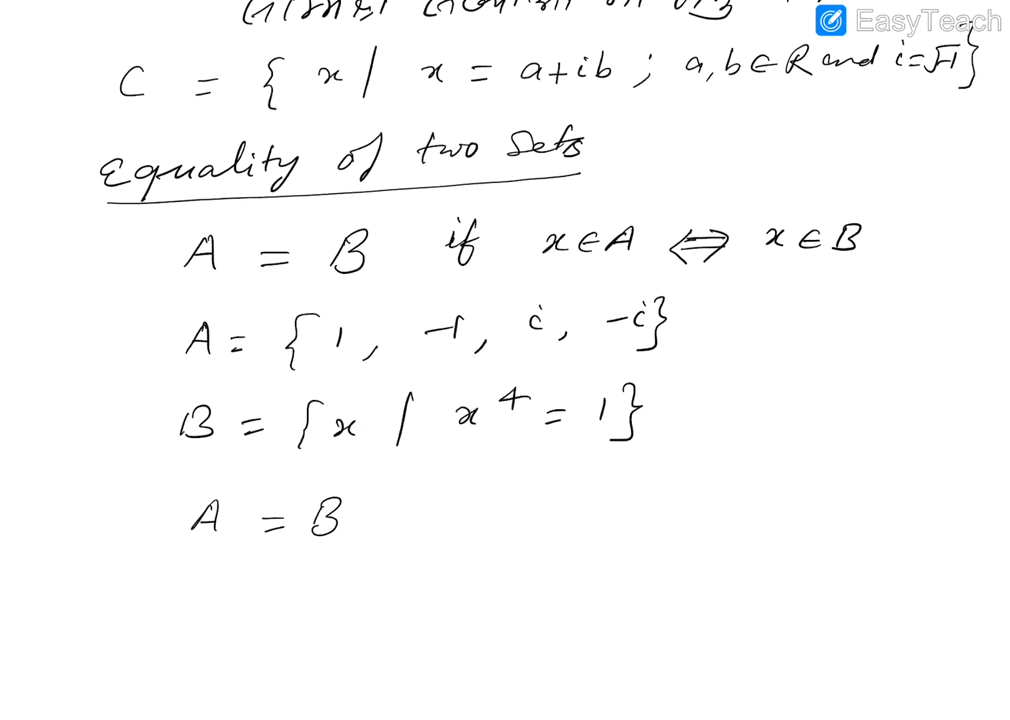 EasyTeach
C = { x / x = a+ib ; a, b ∈ R and i = √-1 }
Equality of two sets
A = B if x ∈ A ⇔ x ∈ B
A = { 1, -1, i, -i }
B = { x / x⁴ = 1 }
A = B